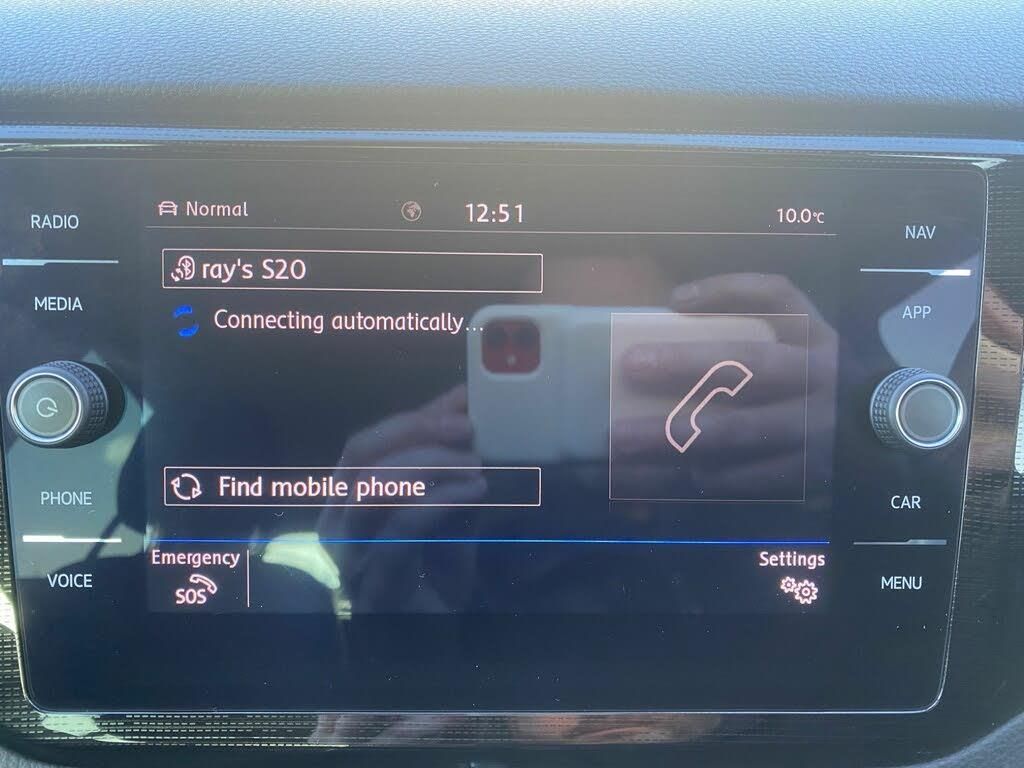 Normal
12:51
10.0°C
RADIO
MEDIA
PHONE
VOICE
ray's S20
Connecting automatically...
Find mobile phone
Emergency
SOS
Settings
NAV
APP
CAR
MENU